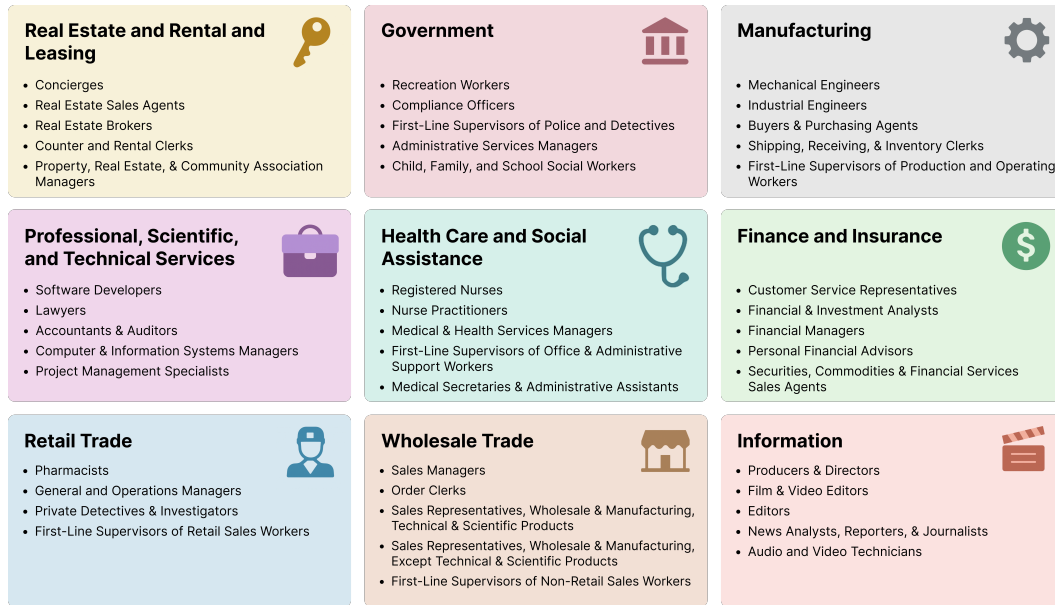 Real Estate and Rental and
Leasing
• Concierges
• Real Estate Sales Agents
• Real Estate Brokers
• Counter and Rental Clerks
• Property, Real Estate, & Community Association
Managers
Government
• Recreation Workers
• Compliance Officers
• First-Line Supervisors of Police and Detectives
• Administrative Services Managers
• Child, Family, and School Social Workers
Manufacturing
• Mechanical Engineers
• Industrial Engineers
• Buyers & Purchasing Agents
• Shipping, Receiving, & Inventory Clerks
• First-Line Supervisors of Production and Operating
Workers
Professional, Scientific,
and Technical Services
• Software Developers
• Lawyers
• Accountants & Auditors
• Computer & Information Systems Managers
• Project Management Specialists
Health Care and Social
Assistance
• Registered Nurses
• Nurse Practitioners
• Medical & Health Services Managers
• First-Line Supervisors of Office & Administrative
Support Workers
• Medical Secretaries & Administrative Assistants
Finance and Insurance
• Customer Service Representatives
• Financial & Investment Analysts
• Financial Managers
• Personal Financial Advisors
• Securities, Commodities & Financial Services
Sales Agents
Retail Trade
• Pharmacists
• General and Operations Managers
• Private Detectives & Investigators
• First-Line Supervisors of Retail Sales Workers
Wholesale Trade
• Sales Managers
• Order Clerks
• Sales Representatives, Wholesale & Manufacturing,
Technical & Scientific Products
• Sales Representatives, Wholesale & Manufacturing,
Except Technical & Scientific Products
• First-Line Supervisors of Non-Retail Sales Workers
Information
• Producers & Directors
• Film & Video Editors
• Editors
• News Analysts, Reporters, & Journalists
• Audio and Video Technicians